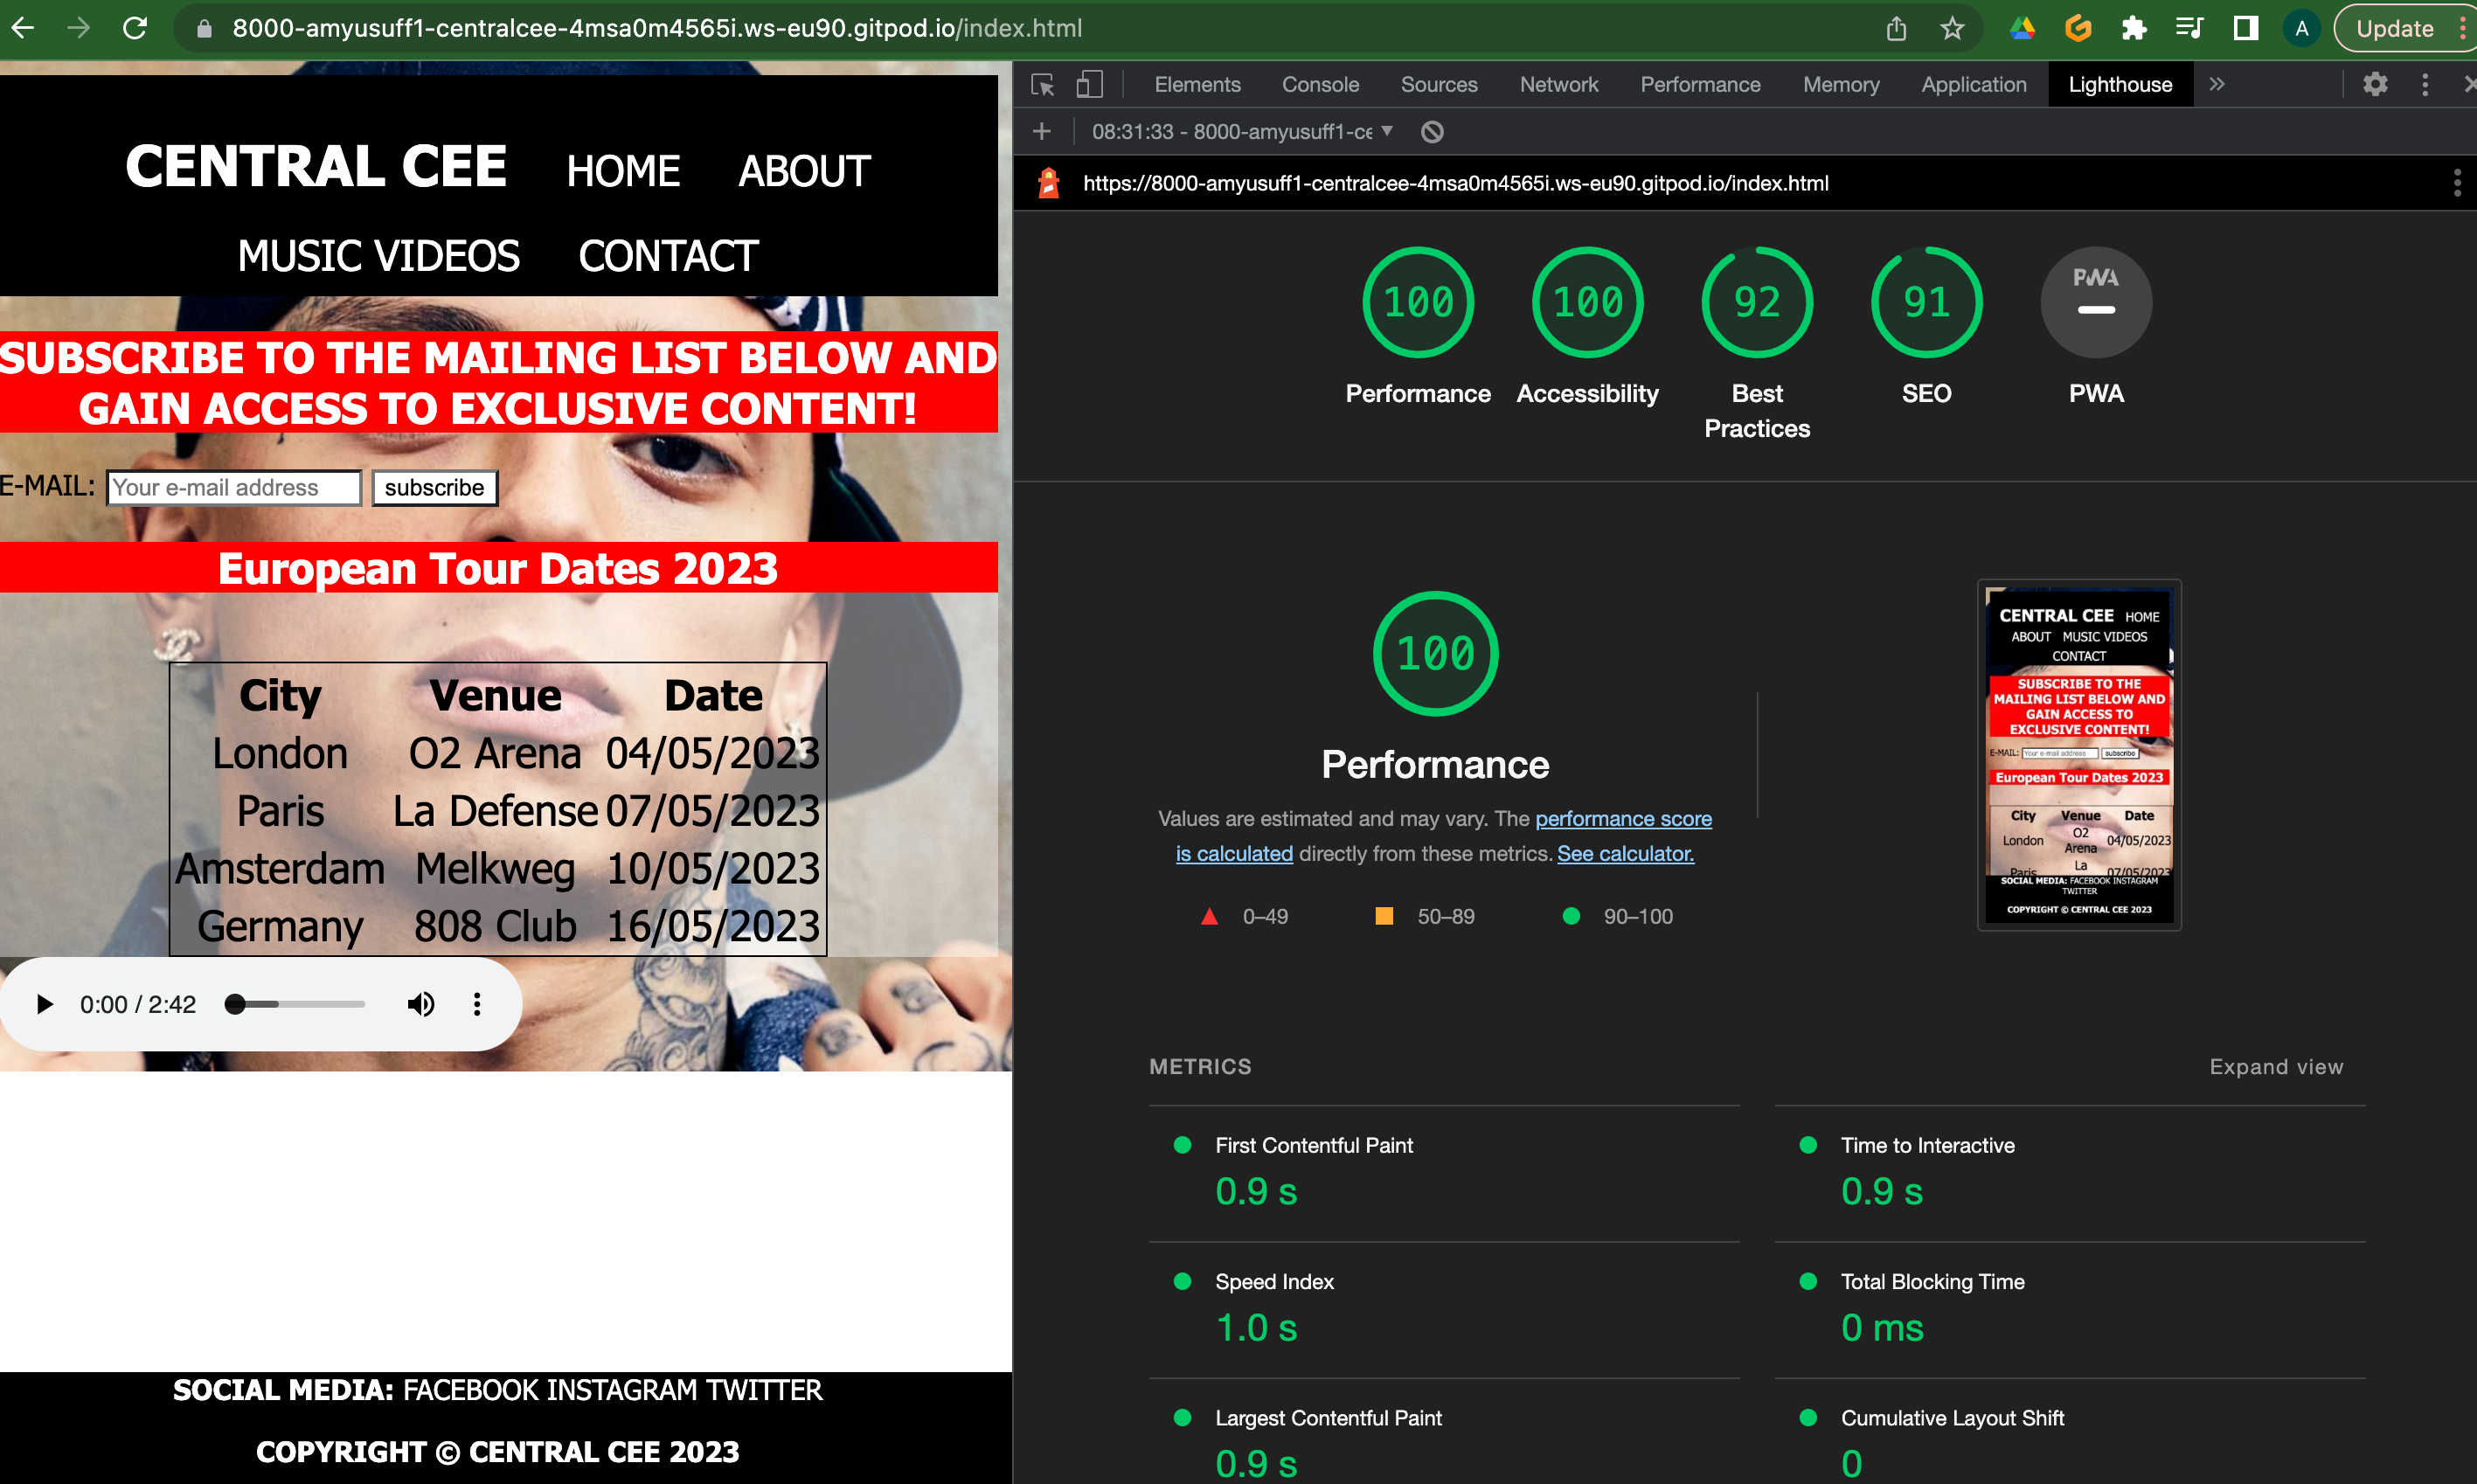 8000-amyusuff1-centralcee-4msa0m4565i.ws-eu90.gitpod.io/index.html
A
Update
CENTRAL CEE HOME ABOUT
MUSIC VIDEOS CONTACT
SUBSCRIBE TO THE MAILING LIST BELOW AND
GAIN ACCESS TO EXCLUSIVE CONTENT!
E-MAIL: Your e-mail address subscribe
European Tour Dates 2023
City Venue Date
London O2 Arena 04/05/2023
Paris La Defense 07/05/2023
Amsterdam Melkweg 10/05/2023
Germany 808 Club 16/05/2023
0:00 / 2:42
SOCIAL MEDIA: FACEBOOK INSTAGRAM TWITTER
COPYRIGHT © CENTRAL CEE 2023
Elements Console Sources Network Performance Memory Application Lighthouse
08:31:33 - 8000-amyusuff1-ce
https://8000-amyusuff1-centralcee-4msa0m4565i.ws-eu90.gitpod.io/index.html
100 100 92 91 PWA
Performance Accessibility Best Practices SEO PWA
100
Performance
Values are estimated and may vary. The performance score
is calculated directly from these metrics. See calculator.
0–49 50–89 90–100
CENTRAL CEE HOME
ABOUT MUSIC VIDEOS
CONTACT
SUBSCRIBE TO THE
MAILING LIST BELOW AND
GAIN ACCESS TO
EXCLUSIVE CONTENT!
E-MAIL: Your e-mail address subscribe
European Tour Dates 2023
City Venue Date
London O2 Arena 04/05/2023
Paris La 07/05/2023
SOCIAL MEDIA: FACEBOOK INSTAGRAM
TWITTER
COPYRIGHT © CENTRAL CEE 2023
METRICS Expand view
First Contentful Paint
0.9 s
Time to Interactive
0.9 s
Speed Index
1.0 s
Total Blocking Time
0 ms
Largest Contentful Paint
0.9 s
Cumulative Layout Shift
0